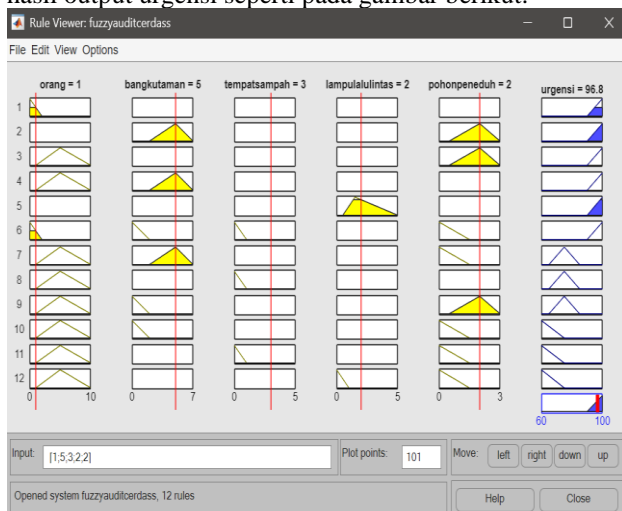 hasil output urgensi seperti pada gambar berikut.
Rule Viewer: fuzzyauditcerdass
File Edit View Options
orang = 1 bangkutaman = 5 tempatsampah = 3 lampulalulintas = 2 pohonpeneduh = 2 urgensi = 96.8
1
2
3
4
5
6
7
8
9
10
11
12
0 10 0 7 0 5 0 5 0 3
60 100
Input: [1;5;3;2;2] Plot points: 101 Move: left right down up
Opened system fuzzyauditcerdass, 12 rules Help Close